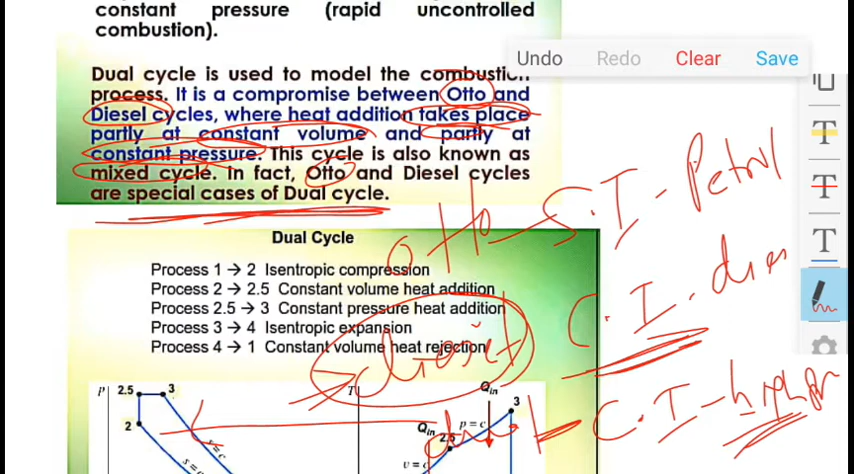 constant pressure (rapid uncontrolled
combustion).
Undo Redo Clear Save
Dual cycle is used to model the combustion
process. It is a compromise between Otto and
Diesel cycles, where heat addition takes place
partly at constant volume and partly at
constant pressure. This cycle is also known as
mixed cycle. In fact, Otto and Diesel cycles
are special cases of Dual cycle.
Otto - S.I - Petrol
Dual Cycle
Process 1 → 2 Isentropic compression
Process 2 → 2.5 Constant volume heat addition
Process 2.5 → 3 Constant pressure heat addition
Process 3 → 4 Isentropic expansion
Process 4 → 1 Constant volume heat rejection
C.I. dies
C.I - high
P 2.5 3
2
T
Qin
3
Qin 2.5 p = c
v = c
s = c
T
T
T